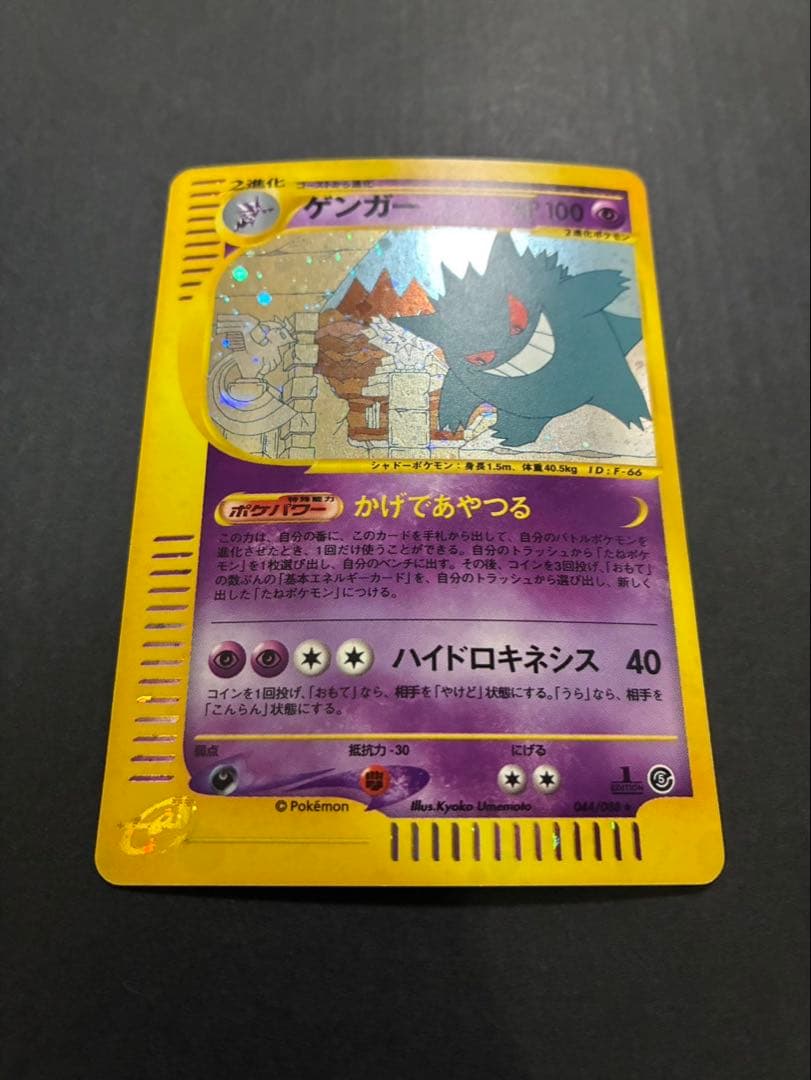 2進化 ゴーストから進化
ゲンガー HP 100
2進化ポケモン
シャドーポケモン：身長1.5m、体重40.5kg ID:F-66
特殊能力
ポケパワー かげであやつる
この力は、自分の番に、このカードを手札から出して、自分のバトルポケモンを
進化させたとき、1回だけ使うことができる。自分のトラッシュから「たねポケ
モン」を1枚選び出し、自分のベンチに出す。その後、コインを3回投げ、「おもて」
の数ぶんの「基本エネルギーカード」を、自分のトラッシュから選び出し、新しく
出した「たねポケモン」につける。
ハイドロキネシス 40
コインを1回投げ、「おもて」なら、相手を「やけど」状態にする。「うら」なら、相手を
「こんらん」状態にする。
弱点 抵抗力-30 にげる
1 EDITION 5
©Pokémon Illus.Kyoko Umemoto 044/088★